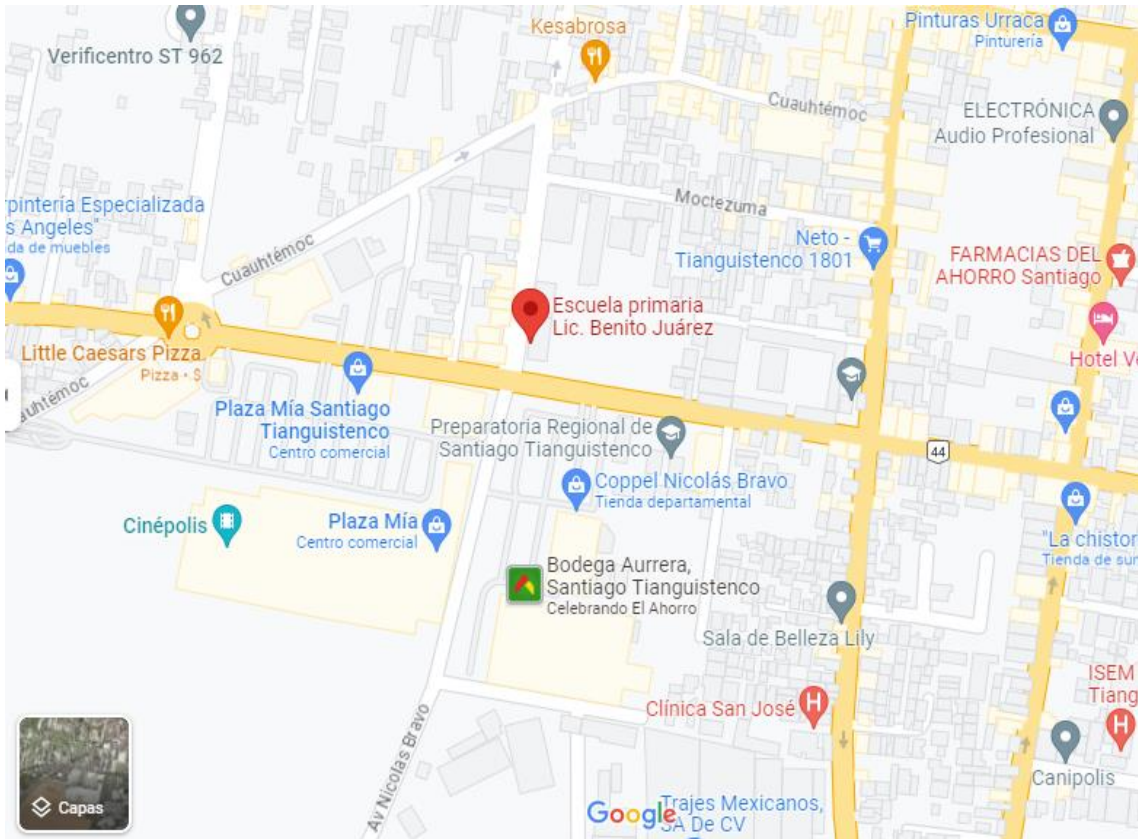 Verificentro ST 962
Kesabrosa
Pinturas Urraca
Pinturería
Cuauhtémoc
ELECTRÓNICA
Audio Profesional
rpintería Especializada
s Angeles"
da de muebles
Moctezuma
Cuauhtémoc
Neto -
Tianguistenco 1801
FARMACIAS DEL
AHORRO Santiago
Escuela primaria
Lic. Benito Juárez
Little Caesars Pizza
Pizza • $
Hotel Ve
uauhtémoc
Plaza Mía Santiago
Tianguistenco
Centro comercial
Preparatoria Regional de
Santiago Tianguistenco
44
Coppel Nicolás Bravo
Tienda departamental
Cinépolis
Plaza Mía
Centro comercial
"La chistor
Tienda de sur
Bodega Aurrera,
Santiago Tianguistenco
Celebrando El Ahorro
Sala de Belleza Lily
ISEM
Tiang
Clínica San José
H
H
Av Nicolas Bravo
Canipolis
Capas
Google
Trajes Mexicanos,
SA De CV